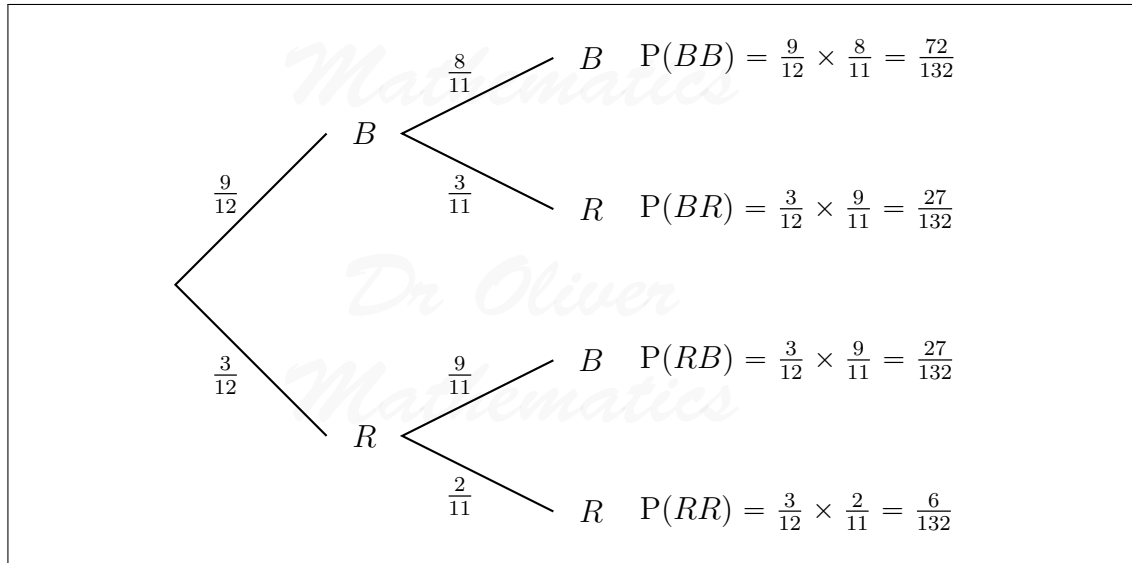 Mathematics
8/11 B P(BB) = 9/12 × 8/11 = 72/132
B
9/12
3/11 R P(BR) = 3/12 × 9/11 = 27/132
Dr Oliver
3/12
9/11 B P(RB) = 3/12 × 9/11 = 27/132
Mathematics
R
2/11 R P(RR) = 3/12 × 2/11 = 6/132